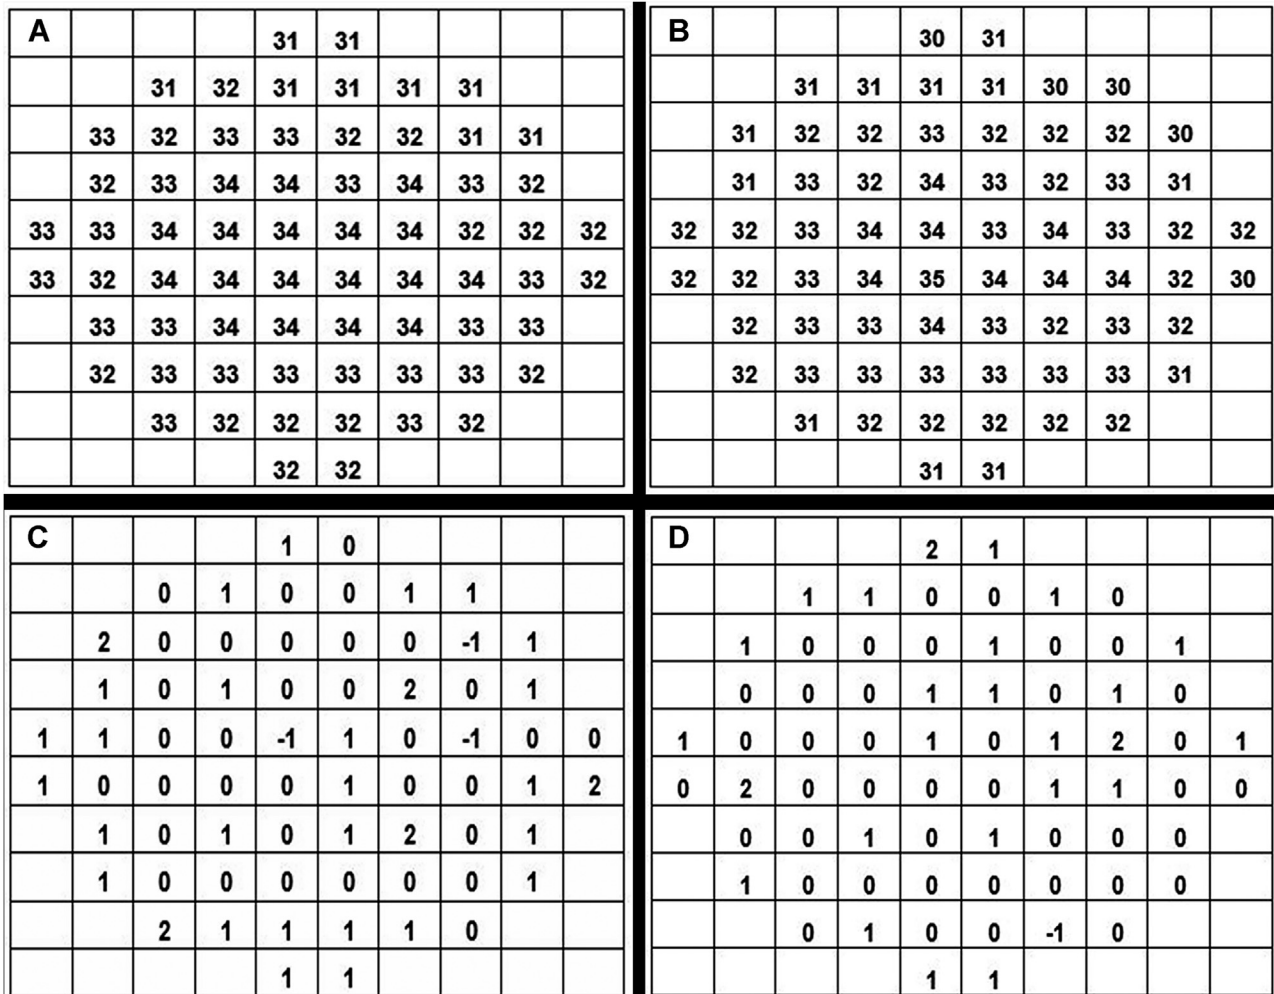 A 31 31
31 32 31 31 31 31
33 32 33 33 32 32 31 31
32 33 34 34 33 34 33 32
33 33 34 34 34 34 34 32 32 32
33 32 34 34 34 34 34 34 33 32
33 33 34 34 34 34 33 33
32 33 33 33 33 33 33 32
33 32 32 32 33 32
32 32
B 30 31
31 31 31 31 30 30
31 32 32 33 32 32 32 30
31 33 32 34 33 32 33 31
32 32 33 34 34 33 34 33 32 32
32 32 33 34 35 34 34 34 32 30
32 33 33 34 33 32 33 32
32 33 33 33 33 33 33 31
31 32 32 32 32 32
31 31
C 1 0
0 1 0 0 1 1
2 0 0 0 0 0 -1 1
1 0 1 0 0 2 0 1
1 1 0 0 -1 1 0 -1 0 0
1 0 0 0 0 1 0 0 1 2
1 0 1 0 1 2 0 1
1 0 0 0 0 0 0 1
2 1 1 1 1 0
1 1
D 2 1
1 1 0 0 1 0
1 0 0 0 1 0 0 1
0 0 0 1 1 0 1 0
1 0 0 0 1 0 1 2 0 1
0 2 0 0 0 0 1 1 0 0
0 0 1 0 1 0 0 0
1 0 0 0 0 0 0 0
0 1 0 0 -1 0
1 1